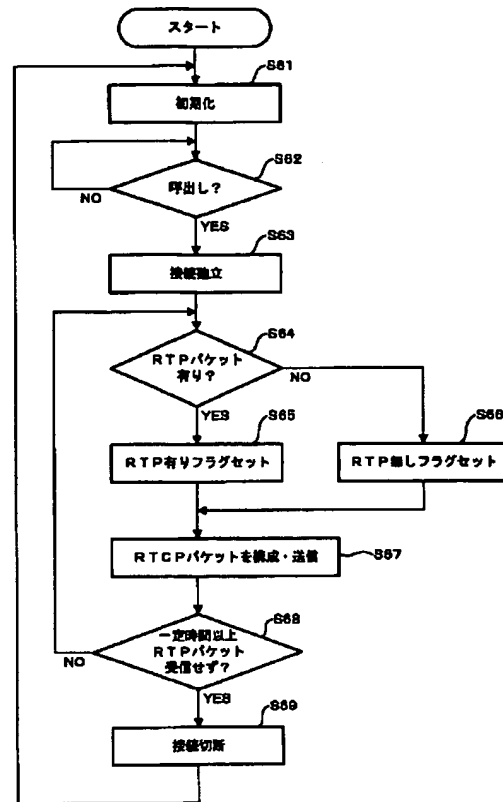 スタート
S61
初期化
S62
呼出し?
NO
YES
S63
接続確立
S64
RTPパケット
有り?
NO
YES
S65
S66
RTP有りフラグセット
RTP無しフラグセット
RTCPパケットを構成・送信
S67
S68
一定時間以上
RTPパケット
受信せず?
NO
YES
S69
接続切断